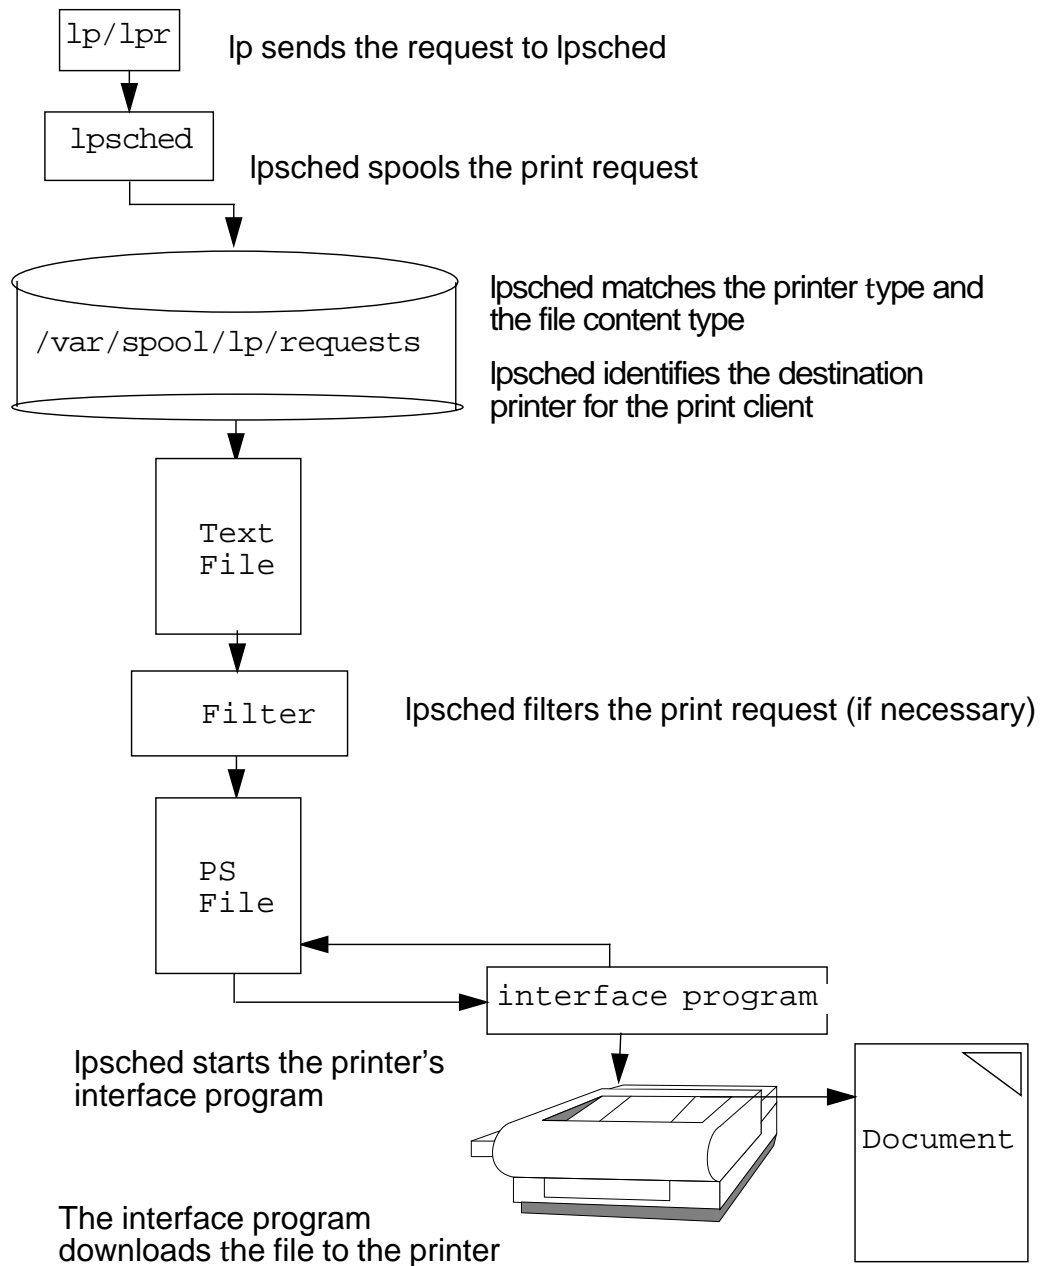 lp/lpr
lp sends the request to lpsched
lpsched
lpsched spools the print request
lpsched matches the printer type and
the file content type
/var/spool/lp/requests
lpsched identifies the destination
printer for the print client
Text
File
Filter
lpsched filters the print request (if necessary)
PS
File
interface program
lpsched starts the printer’s
interface program
Document
The interface program
downloads the file to the printer